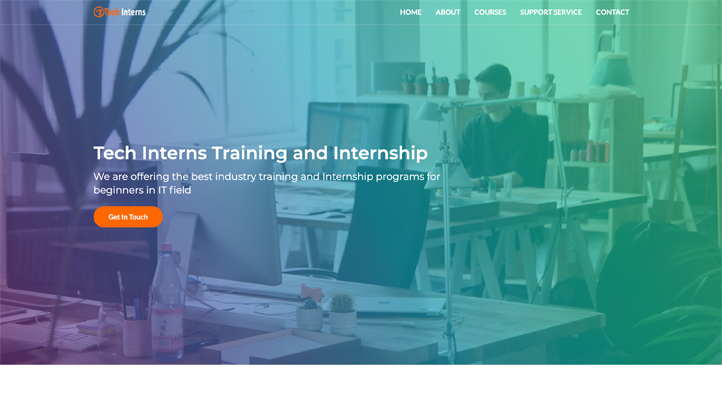 Tech Interns
HOME ABOUT COURSES SUPPORT SERVICE CONTACT
Tech Interns Training and Internship
We are offering the best industry training and Internship programs for
beginners in IT field
Get In Touch